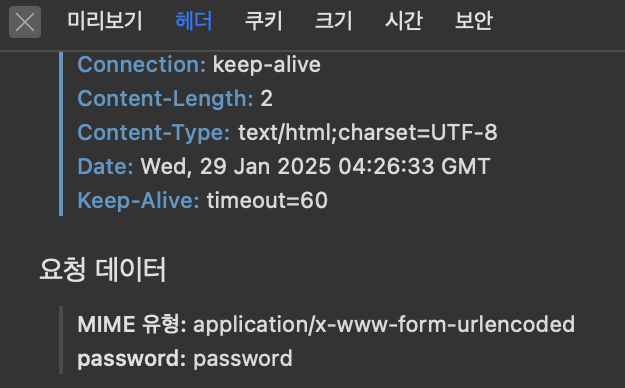 미리보기 헤더 쿠키 크기 시간 보안
Connection: keep-alive
Content-Length: 2
Content-Type: text/html;charset=UTF-8
Date: Wed, 29 Jan 2025 04:26:33 GMT
Keep-Alive: timeout=60
요청 데이터
MIME 유형: application/x-www-form-urlencoded
password: password